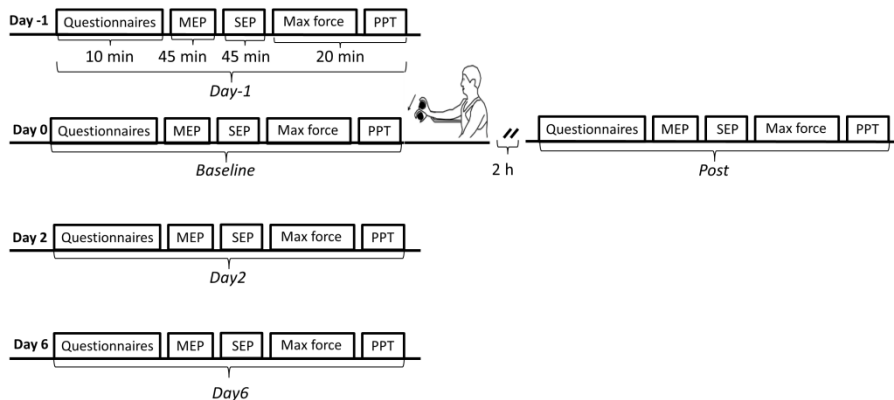 Day -1 Questionnaires MEP SEP Max force PPT
10 min 45 min 45 min 20 min
Day-1
Day 0 Questionnaires MEP SEP Max force PPT 2 h Questionnaires MEP SEP Max force PPT
Baseline Post
Day 2 Questionnaires MEP SEP Max force PPT
Day2
Day 6 Questionnaires MEP SEP Max force PPT
Day6